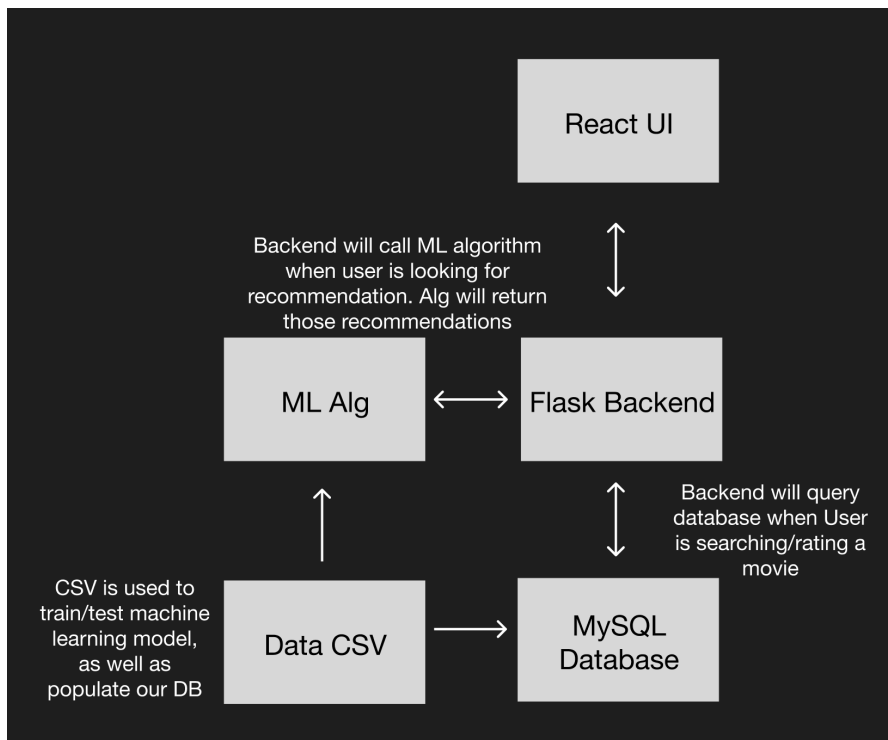 React UI
Backend will call ML algorithm
when user is looking for
recommendation. Alg will return
those recommendations
ML Alg
Flask Backend
Backend will query
database when User
is searching/rating a
movie
CSV is used to
train/test machine
learning model,
as well as
populate our DB
Data CSV
MySQL
Database